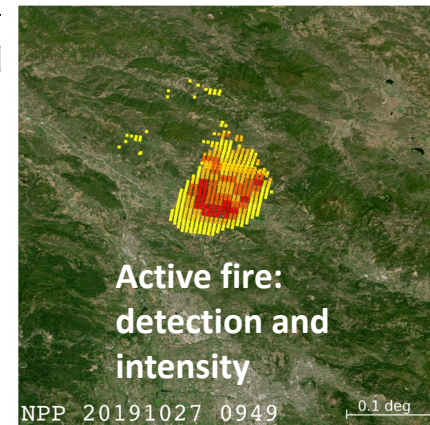 Active fire:
detection and
intensity
NPP 20191027 0949
0.1 deg